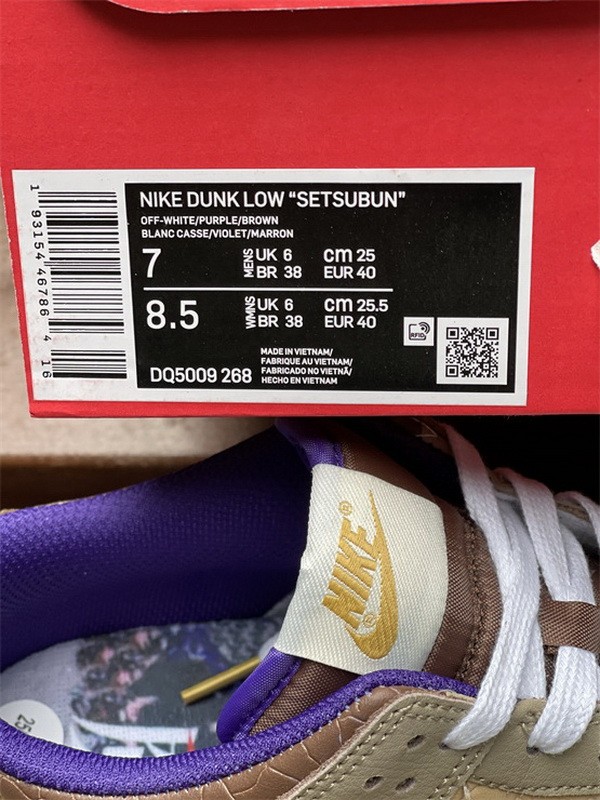 NIKE DUNK LOW “SETSUBUN”
OFF-WHITE/PURPLE/BROWN
BLANC CASSE/VIOLET/MARRON
7 MENS UK 6 cm 25
BR 38 EUR 40
8.5 WMNS UK 6 cm 25.5
BR 38 EUR 40
RFID
DQ5009 268
MADE IN VIETNAM/
FABRIQUE AU VIETNAM/
FABRICADO NO VIETNÃ/
HECHO EN VIETNAM
1 93154 46786 4 16
NIKE®
®